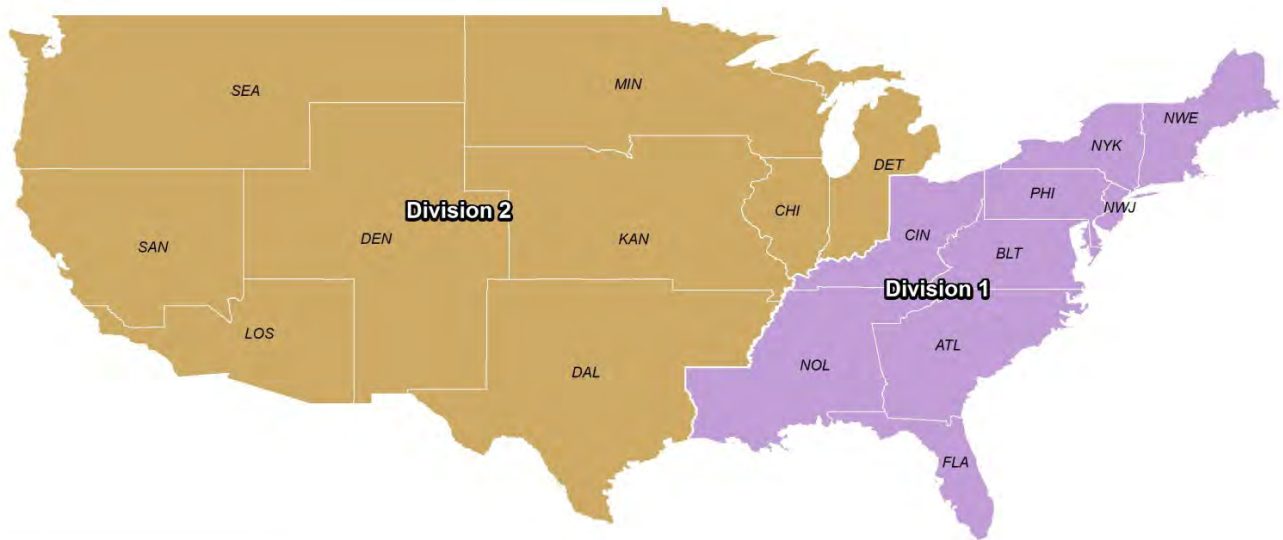 SEA
MIN
NWE
NYK
DET
PHI
CHI
NWJ
Division 2
CIN
DEN
KAN
SAN
BLT
Division 1
LOS
ATL
NOL
DAL
FLA